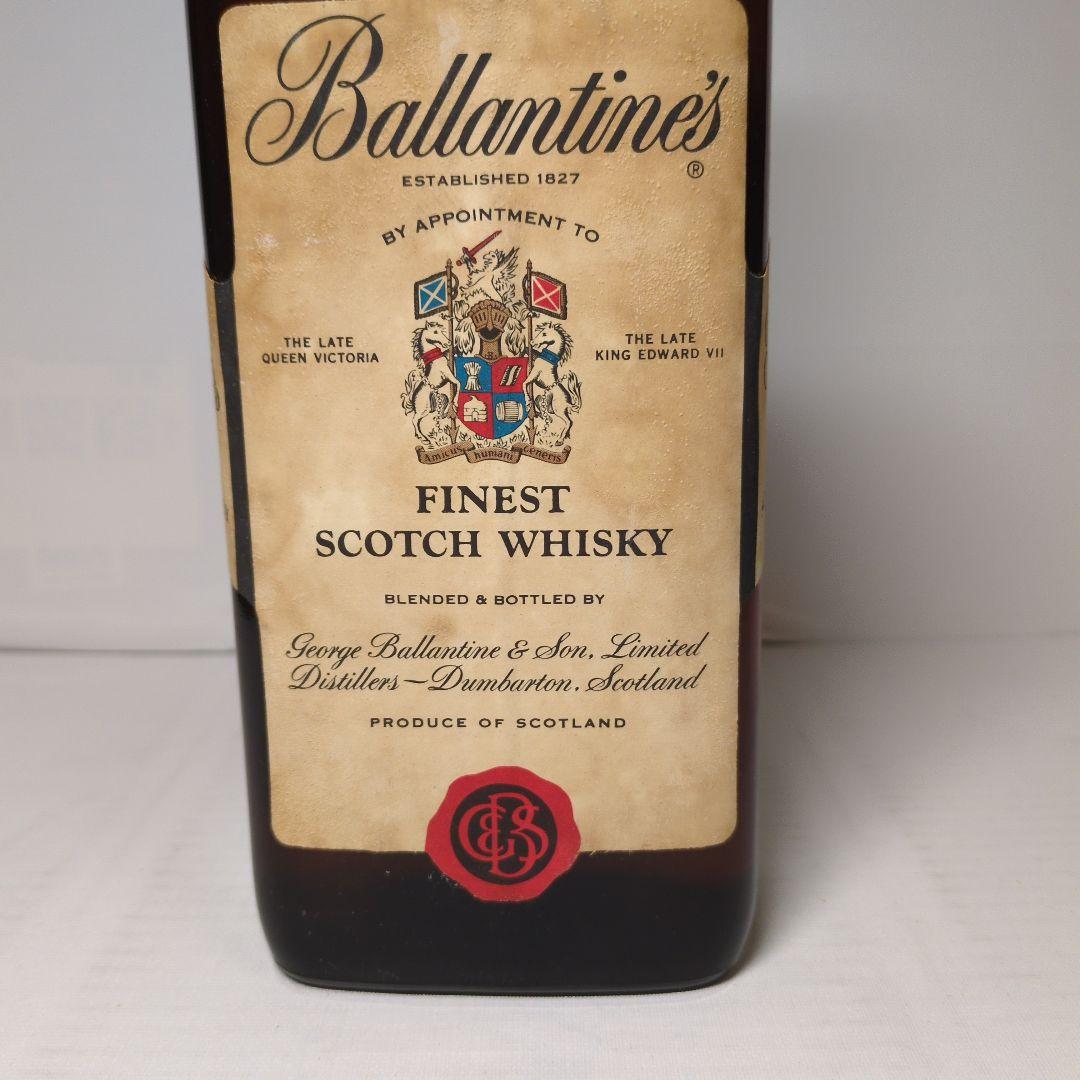 Ballantine's
®
ESTABLISHED 1827
BY APPOINTMENT TO
THE LATE
QUEEN VICTORIA
THE LATE
KING EDWARD VII
Amicus humani Generis
FINEST
SCOTCH WHISKY
BLENDED & BOTTLED BY
George Ballantine & Son, Limited
Distillers—Dumbarton, Scotland
PRODUCE OF SCOTLAND
GB&S